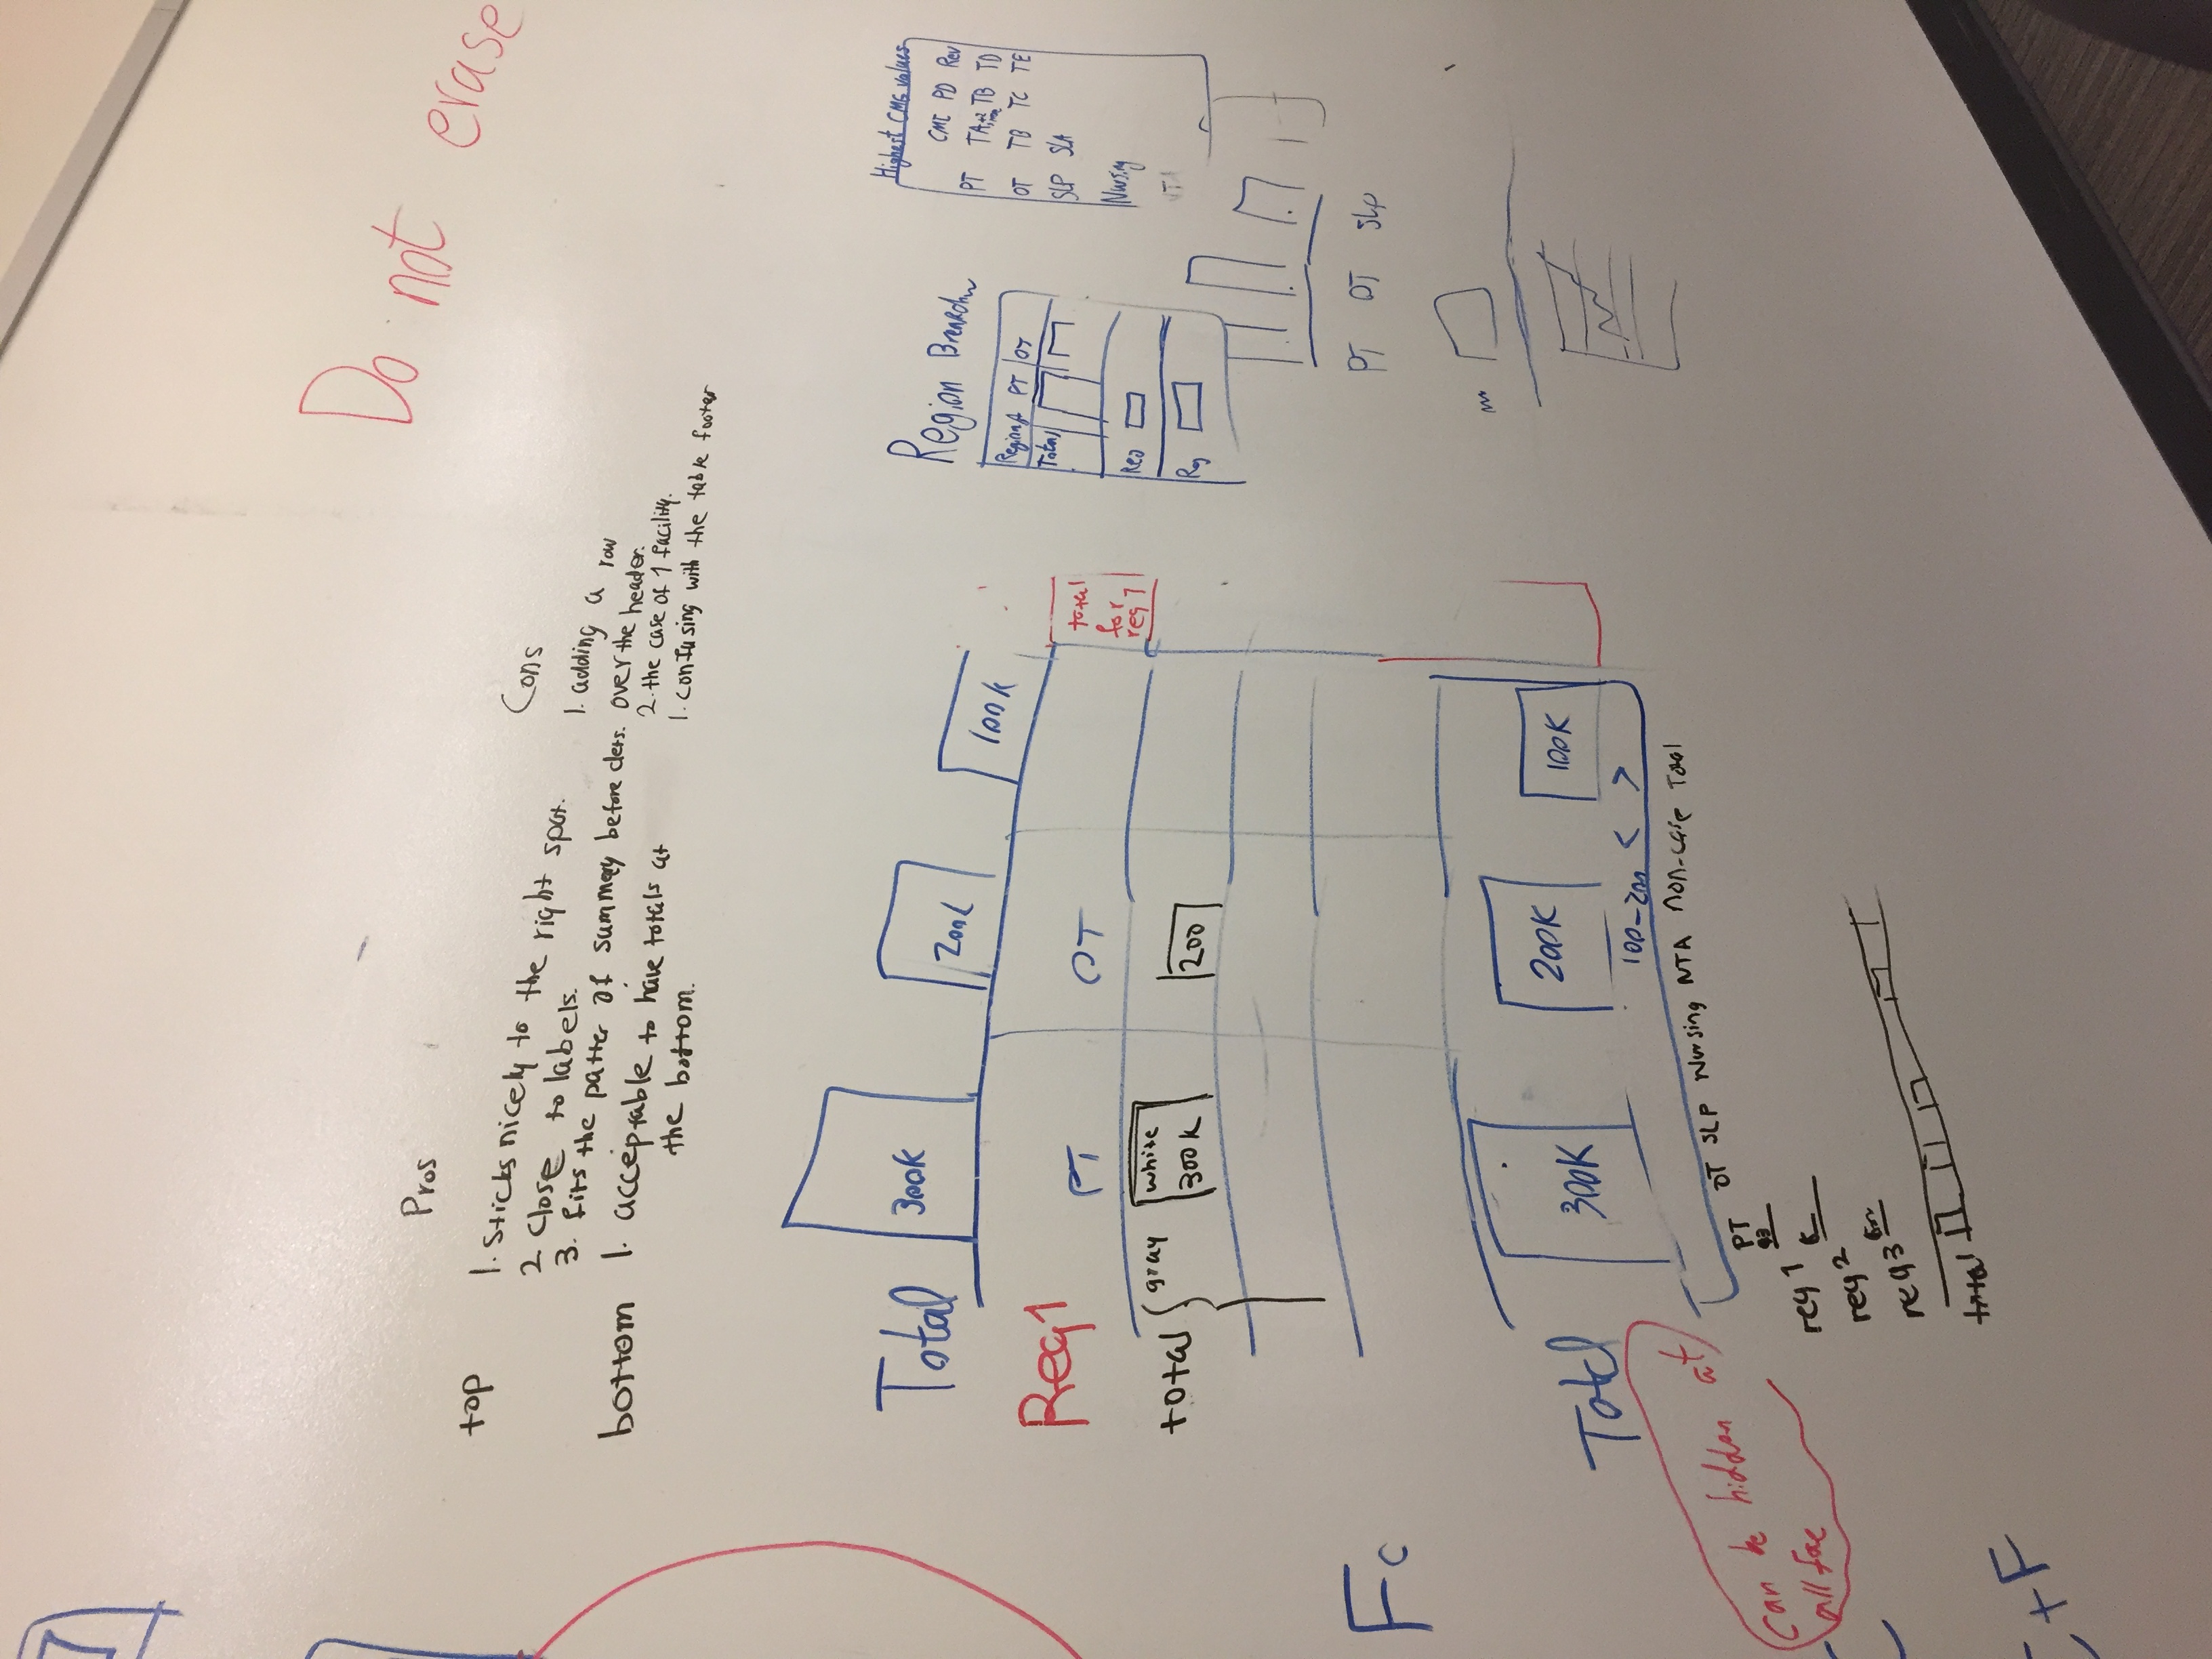 Do not erase
Pros
top
1. sticks nicely to the right spot.
2 close to labels.
3. fits the patter of summary before
bottom
1. acceptable to have totals at
the bottom.
Cons
1. adding a row
over the header.
2. the case of 1 facility.
1. confusing with the table footer
Total
300K
200K
100K
Reg1
PT
OT
total
for
reg 1
total
gray
white
300K
200
Total
300K
200K
100K
100-200 < >
can be hidden at
all fac
PT OT SLP Nursing NTA non-case Total
reg 1
reg 2
reg 3
total
Fc
+F
Region
PT OT
Total
Reg
Reg
Highest CMG values
CMI PD Rev
PT TA TB TD
OT TB TC TE
SLP SLA
Nursing
NTA
PT OT SLP